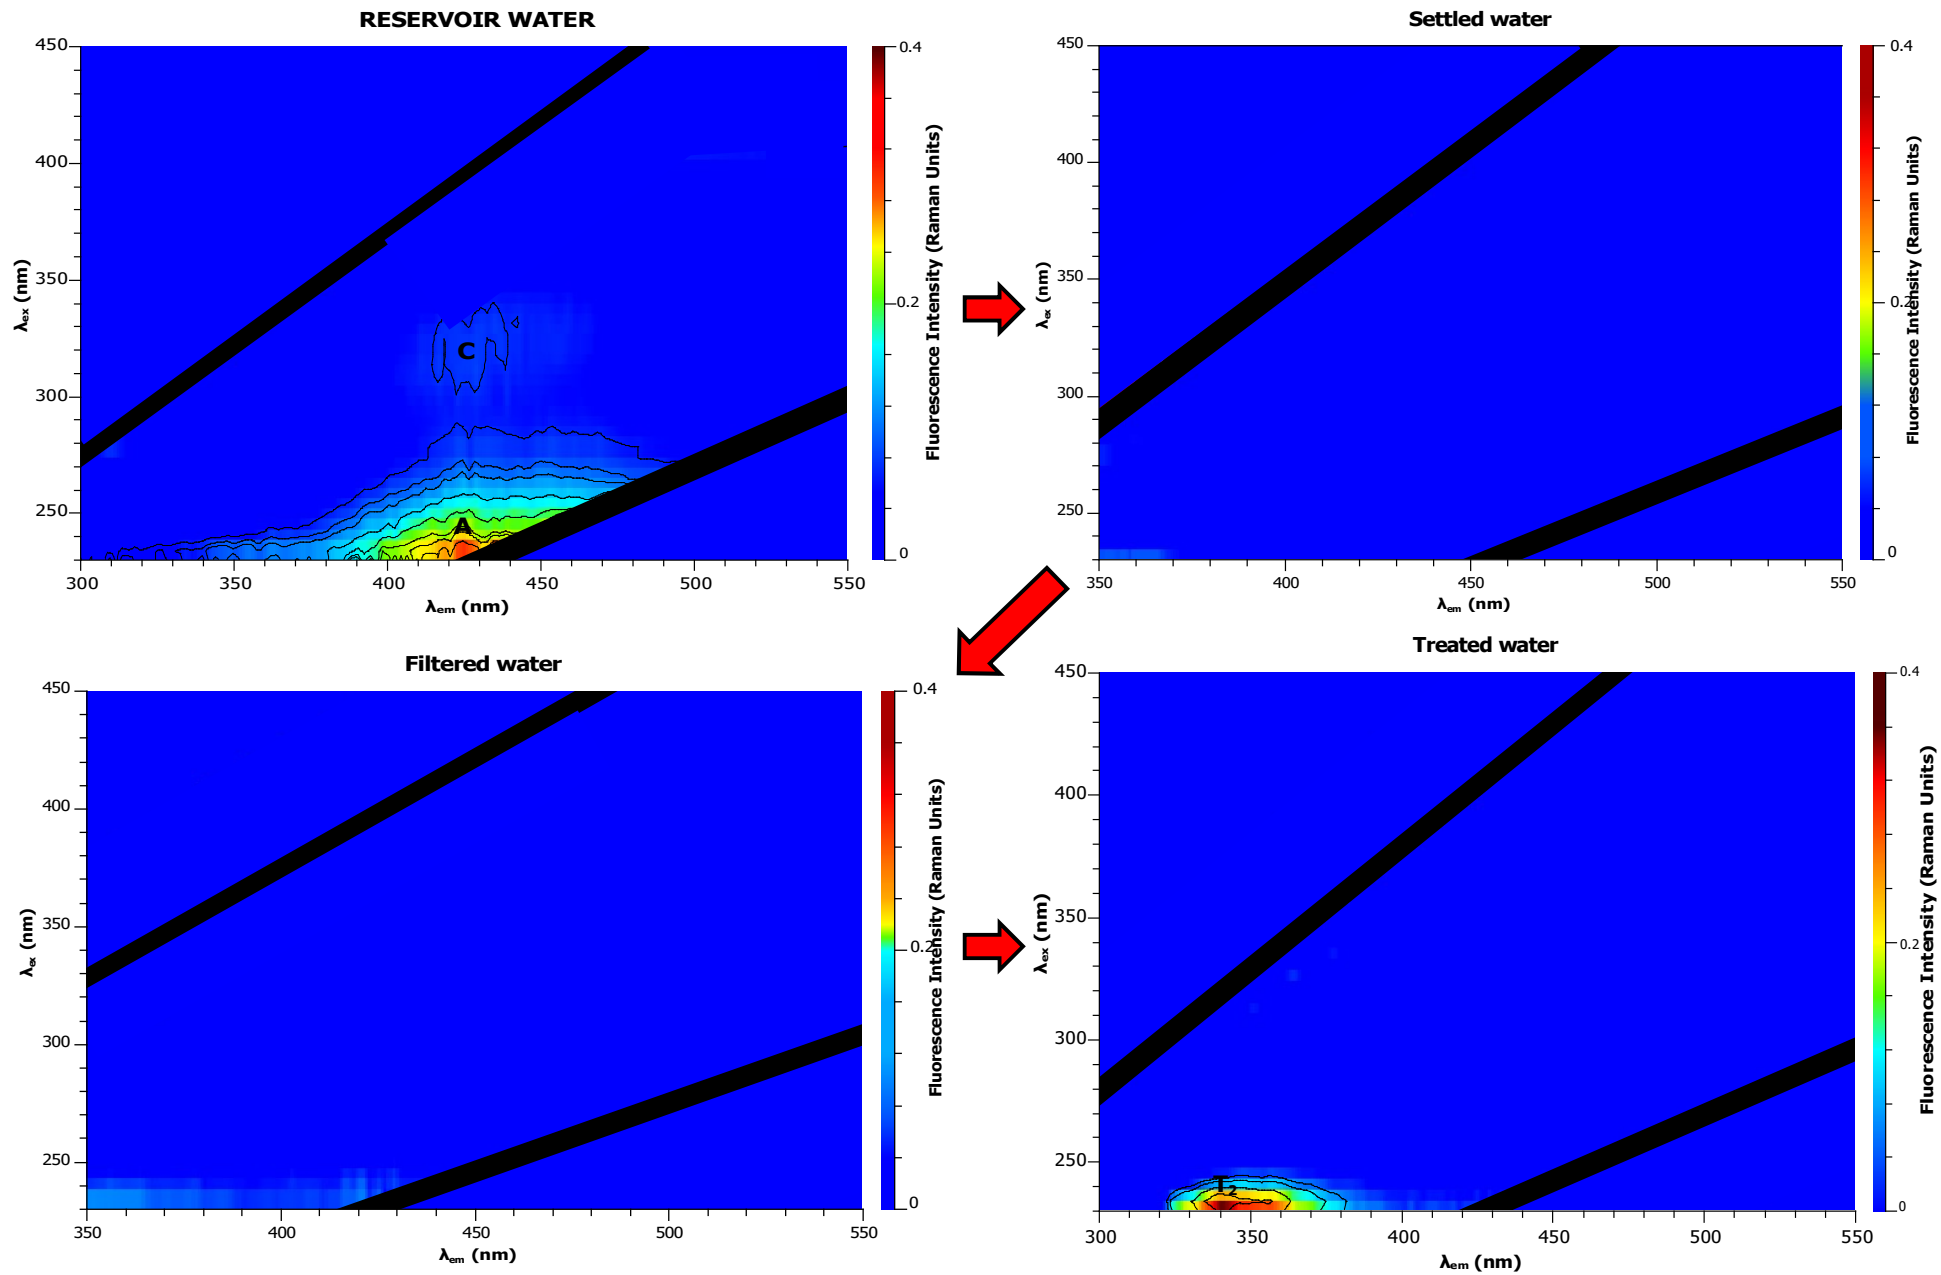 RESERVOIR WATER
450
400
350
300
250
300
350
400
450
500
550
λex (nm)
λem (nm)
C
A
0.4
0.2
0
Fluorescence Intensity (Raman Units)
Settled water
450
400
350
300
250
350
400
450
500
550
λex (nm)
λem (nm)
0.4
0.2
0
Fluorescence Intensity (Raman Units)
Filtered water
450
400
350
300
250
350
400
450
500
550
λex (nm)
λem (nm)
0.4
0.2
0
Fluorescence Intensity (Raman Units)
Treated water
450
400
350
300
250
300
350
400
450
500
550
λex (nm)
λem (nm)
T2
0.4
0.2
0
Fluorescence Intensity (Raman Units)